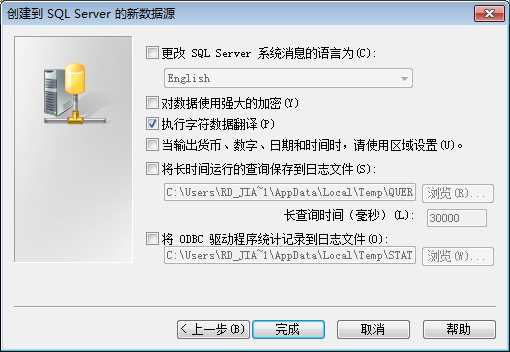 创建到 SQL Server 的新数据源
更改 SQL Server 系统消息的语言为(C):
English
对数据使用强大的加密(Y)
执行字符数据翻译(P)
当输出货币、数字、日期和时间时，请使用区域设置(U)。
将长时间运行的查询保存到日志文件(S):
C:\Users\RD_JIA~1\AppData\Local\Temp\QUER 浏览(R)...
长查询时间（毫秒）(L): 30000
将 ODBC 驱动程序统计记录到日志文件(O):
C:\Users\RD_JIA~1\AppData\Local\Temp\STAT 浏览(W)...
< 上一步(B) 完成 取消 帮助